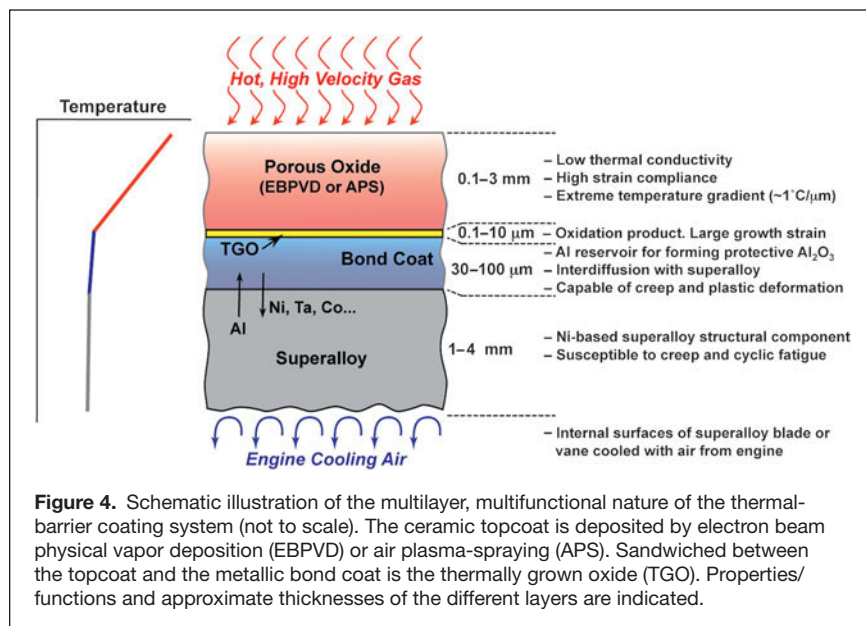 Hot, High Velocity Gas
Temperature
Porous Oxide
(EBPVD or APS)
0.1–3 mm
– Low thermal conductivity
– High strain compliance
– Extreme temperature gradient (~1˚C/μm)
TGO
0.1–10 μm
– Oxidation product. Large growth strain
Bond Coat
30–100 μm
– Al reservoir for forming protective Al₂O₃
– Interdiffusion with superalloy
– Capable of creep and plastic deformation
Ni, Ta, Co...
Al
Superalloy
1–4 mm
– Ni-based superalloy structural component
– Susceptible to creep and cyclic fatigue
Engine Cooling Air
– Internal surfaces of superalloy blade or
vane cooled with air from engine
Figure 4. Schematic illustration of the multilayer, multifunctional nature of the thermal-
barrier coating system (not to scale). The ceramic topcoat is deposited by electron beam
physical vapor deposition (EBPVD) or air plasma-spraying (APS). Sandwiched between
the topcoat and the metallic bond coat is the thermally grown oxide (TGO). Properties/
functions and approximate thicknesses of the different layers are indicated.